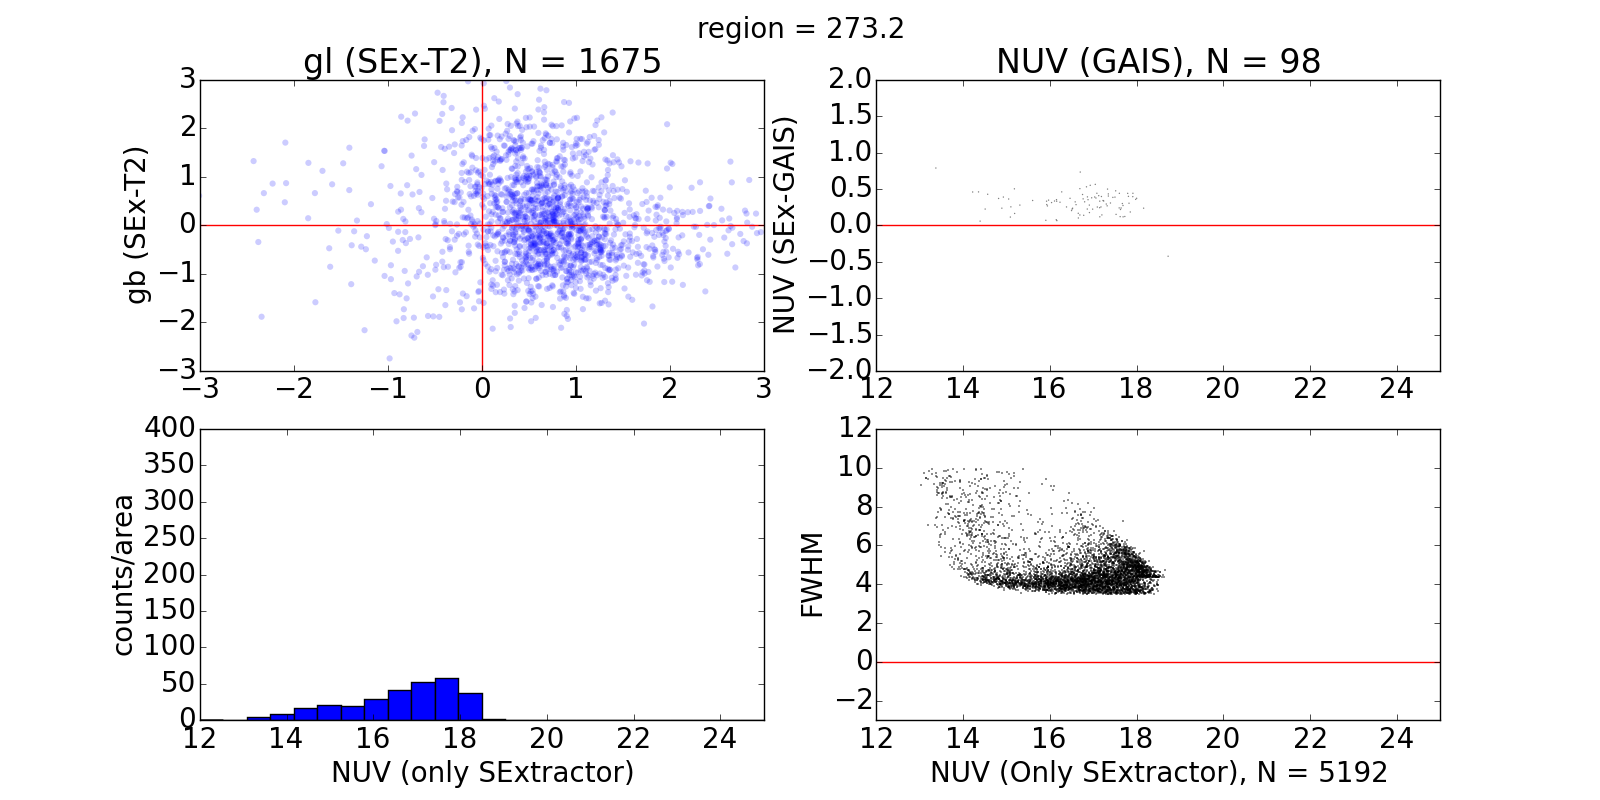 region = 273.2
gl (SEx-T2), N = 1675
NUV (GAIS), N = 98
3
2
1
0
−1
−2
−3
gb (SEx-T2)
−3 −2 −1 0 1 2 3
2.0
1.5
1.0
0.5
0.0
−0.5
−1.0
−1.5
−2.0
NUV (SEx-GAIS)
12 14 16 18 20 22 24
400
350
300
250
200
150
100
50
0
counts/area
12 14 16 18 20 22 24
NUV (only SExtractor)
12
10
8
6
4
2
0
−2
FWHM
12 14 16 18 20 22 24
NUV (Only SExtractor), N = 5192